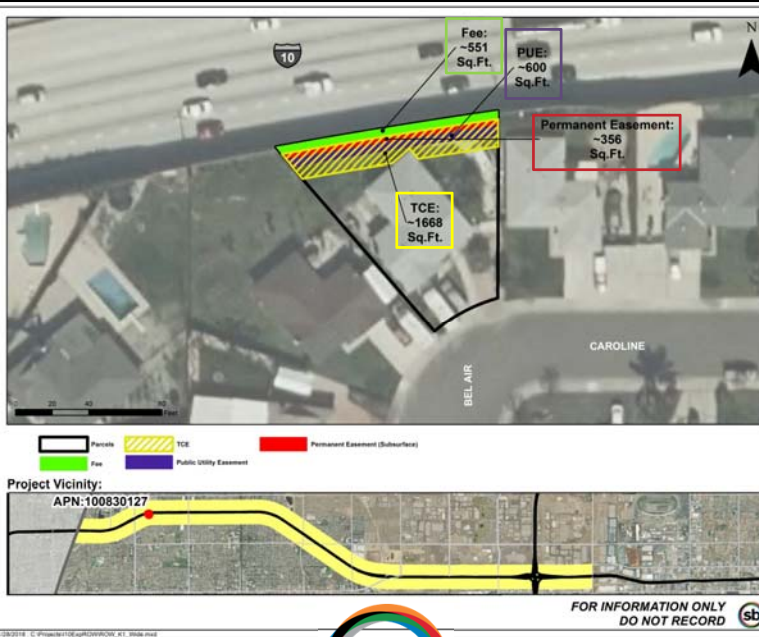 N
10
Fee:
~551
Sq.Ft.
PUE:
~600
Sq.Ft.
Permanent Easement:
~356
Sq.Ft.
TCE:
~1668
Sq.Ft.
CAROLINE
BEL AIR
0 20 40 80
Feet
Parcels TCE Permanent Easement (Subsurface)
Fee Public Utility Easement
Project Vicinity:
APN:100830127
FOR INFORMATION ONLY
DO NOT RECORD
sb